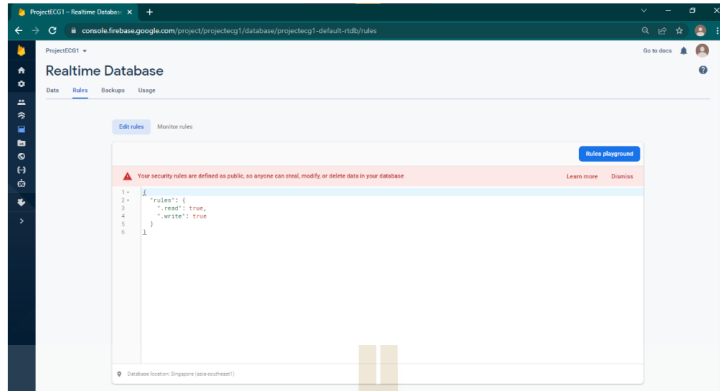 ProjectECG1 – Realtime Database
console.firebase.google.com/project/projectecg1/database/projectecg1-default-rtdb/rules
ProjectECG1
Go to docs
Realtime Database
Data Rules Backups Usage
Edit rules Monitor rules
Rules playground
Your security rules are defined as public, so anyone can steal, modify, or delete data in your database
Learn more Dismiss
1 {
2 "rules": {
3 ".read": true,
4 ".write": true
5 }
6 }
Database location: Singapore (asia-southeast1)